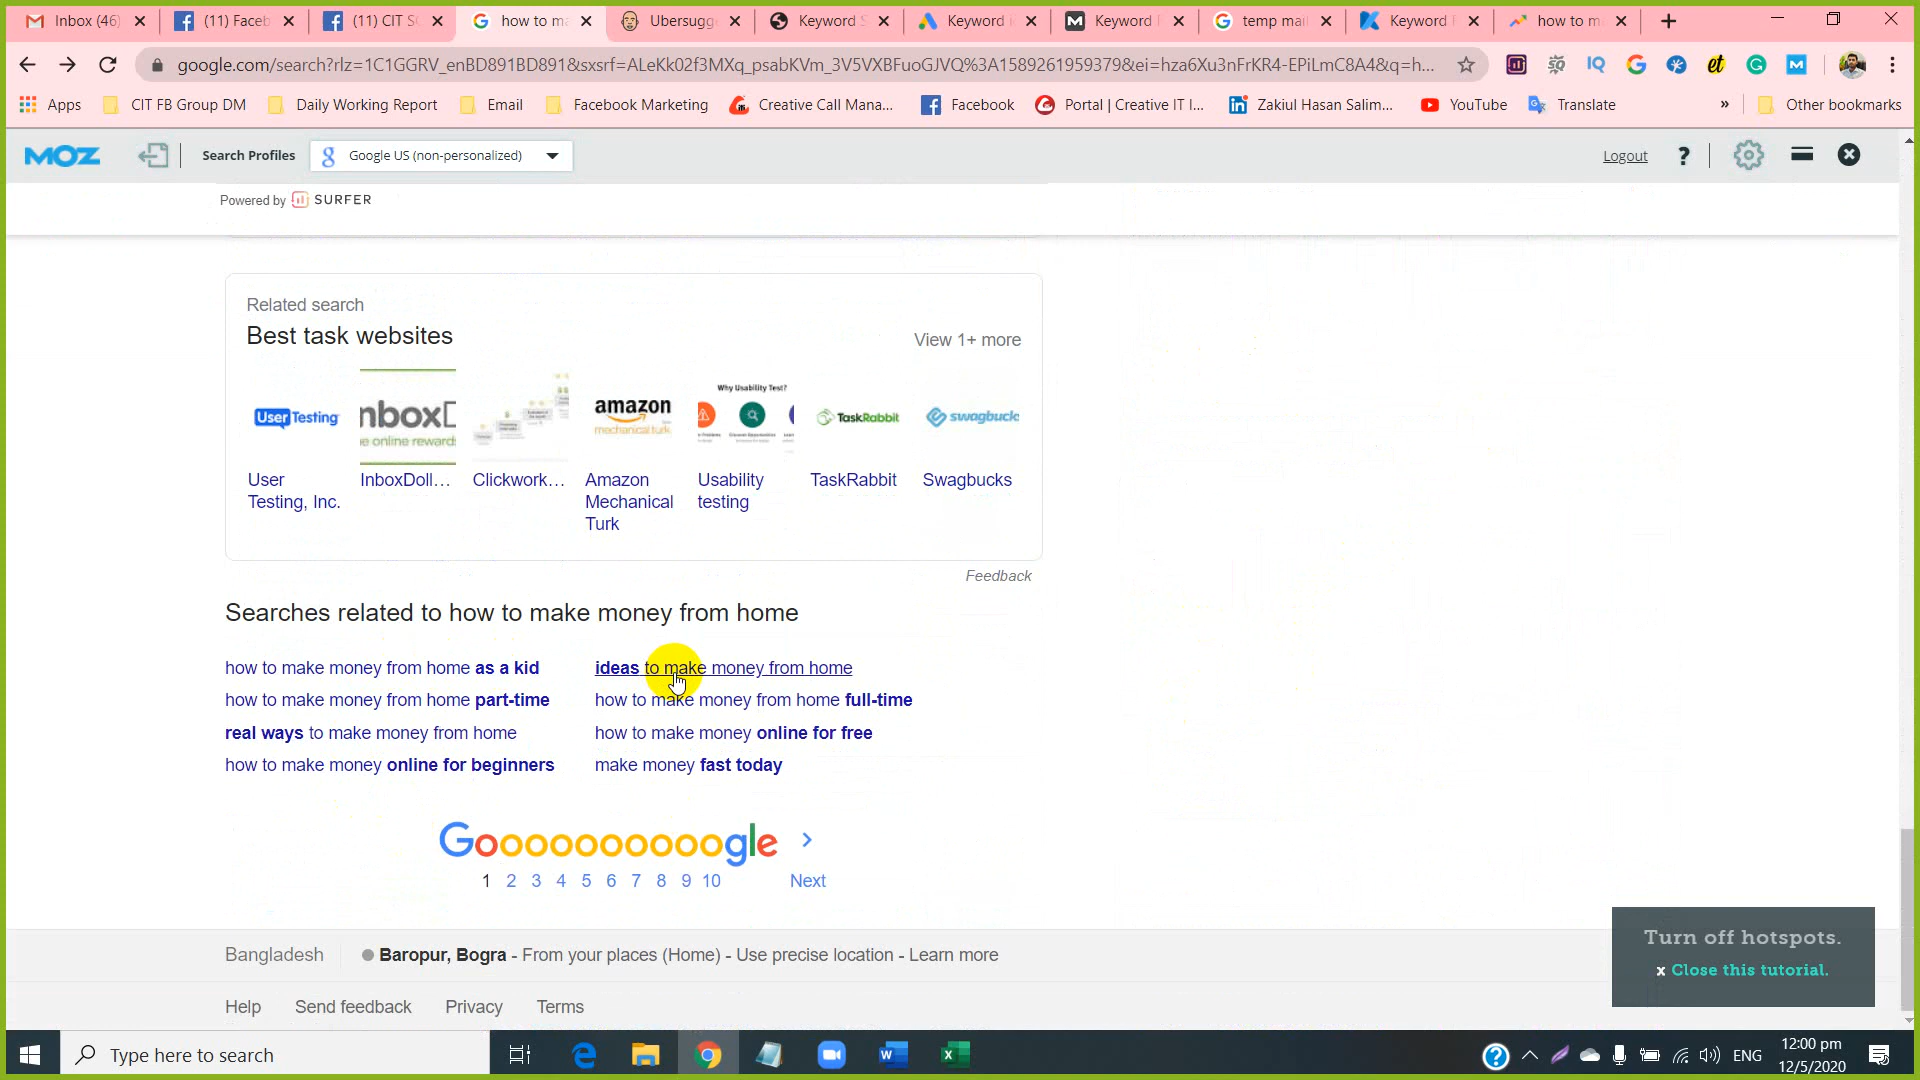 Inbox (46)
(11) Faceb
(11) CIT S
how to ma
Ubersugge
Keyword S
Keyword
Keyword
temp mai
Keyword
how to m
google.com/search?rlz=1C1GGRV_enBD891BD891&sxsrf=ALeKk02f3MXq_psabKVm_3V5VXBFuoGJVQ%3A1589261959379&ei=hza6Xu3nFrKR4-EPiLmC8A4&q=h...
Apps
CIT FB Group DM
Daily Working Report
Email
Facebook Marketing
Creative Call Mana...
Facebook
Portal | Creative IT I...
Zakiul Hasan Salim...
YouTube
Translate
»
Other bookmarks
MOZ
Search Profiles
Google US (non-personalized)
Logout
?
Powered by SURFER
Related search
Best task websites
View 1+ more
UserTesting
nboxD
e online reward
amazon
mechanical turk
Why Usability Test?
TaskRabbit
swagbuck
User Testing, Inc.
InboxDoll...
Clickwork...
Amazon Mechanical Turk
Usability testing
TaskRabbit
Swagbucks
Feedback
Searches related to how to make money from home
how to make money from home as a kid
ideas to make money from home
how to make money from home part-time
how to make money from home full-time
real ways to make money from home
how to make money online for free
how to make money online for beginners
make money fast today
Goooooooooogle >
1 2 3 4 5 6 7 8 9 10 Next
Bangladesh
Baropur, Bogra - From your places (Home) - Use precise location - Learn more
Turn off hotspots.
x Close this tutorial.
Help Send feedback Privacy Terms
Type here to search
ENG
12:00 pm
12/5/2020